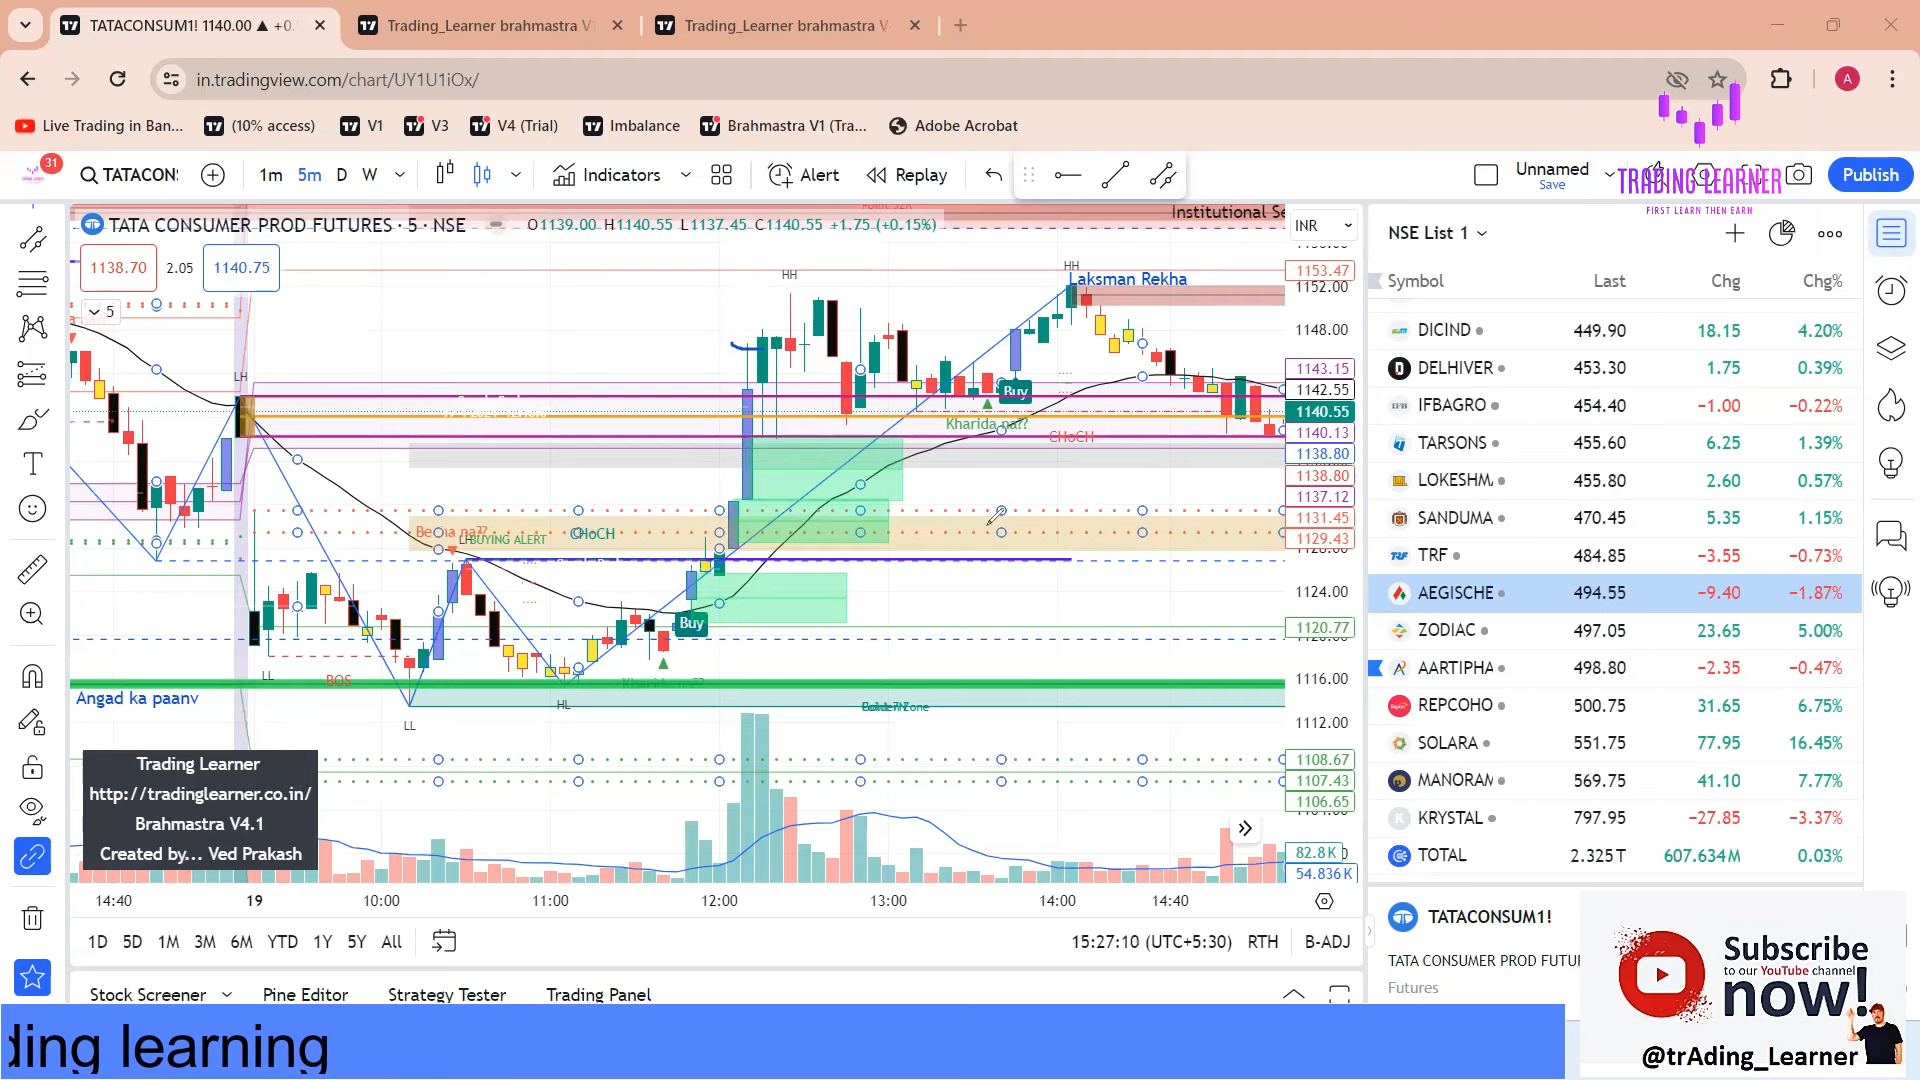 TATACONSUM1! 1140.00 ▲ +0.
Trading_Learner brahmastra V1
Trading_Learner brahmastra V
in.tradingview.com/chart/UY1U1iOx/
A
Live Trading in Ban...
(10% access)
V1
V3
V4 (Trial)
Imbalance
Brahmastra V1 (Tra...
Adobe Acrobat
31
TATACON
1m 5m D W
Indicators
Alert
Replay
Unnamed
Save
Publish
TRADING LEARNER
FIRST LEARN THEN EARN
TATA CONSUMER PROD FUTURES · 5 · NSE
O1139.00 H1140.55 L1137.45 C1140.55 +1.75 (+0.15%)
Institutional Se
INR
1138.70
2.05
1140.75
5
HH
HH
Laksman Rekha
LH
Buy
Kharida na??
CHoCH
Becha na??
LH
BUYING ALERT
CHoCH
Buy
LL
BOS
Angad ka paanv
LL
HL
1153.47
1152.00
1148.00
1143.15
1142.55
1140.55
1140.13
1138.80
1138.80
1137.12
1131.45
1129.43
1124.00
1120.77
1116.00
1112.00
1108.67
1107.43
1106.65
82.8K
54.836K
Trading Learner
http://tradinglearner.co.in/
Brahmastra V4.1
Created by... Ved Prakash
14:40 19 10:00 11:00 12:00 13:00 14:00 14:40
1D 5D 1M 3M 6M YTD 1Y 5Y All
15:27:10 (UTC+5:30) RTH B-ADJ
Stock Screener
Pine Editor
Strategy Tester
Trading Panel
NSE List 1
Symbol Last Chg Chg%
DICIND 449.90 18.15 4.20%
DELHIVER 453.30 1.75 0.39%
IFBAGRO 454.40 −1.00 −0.22%
TARSONS 455.60 6.25 1.39%
LOKESHM 455.80 2.60 0.57%
SANDUMA 470.45 5.35 1.15%
TRF 484.85 −3.55 −0.73%
AEGISCHE 494.55 −9.40 −1.87%
ZODIAC 497.05 23.65 5.00%
AARTIPHA 498.80 −2.35 −0.47%
REPCOHO 500.75 31.65 6.75%
SOLARA 551.75 77.95 16.45%
MANORAM 569.75 41.10 7.77%
KRYSTAL 797.95 −27.85 −3.37%
TOTAL 2.325T 607.634M 0.03%
TATACONSUM1!
TATA CONSUMER PROD FUTU
Futures
Subscribe
to our YouTube channel
now!
@trAding_Learner
ding learning